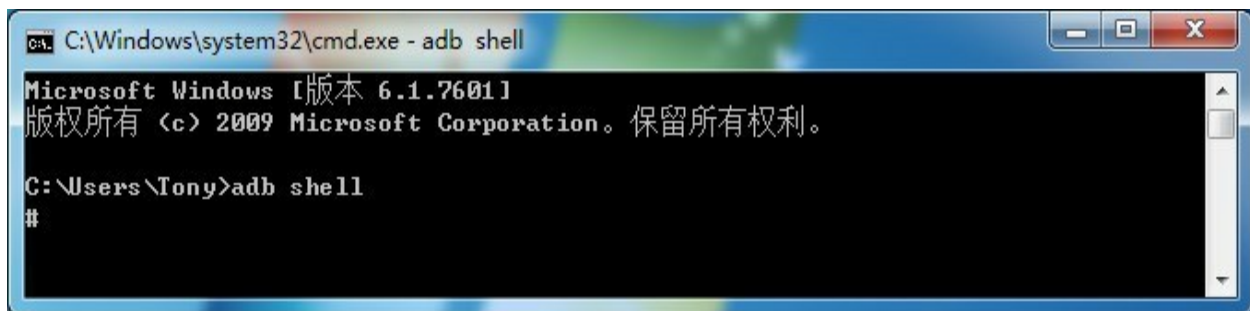 C:\Windows\system32\cmd.exe - adb shell
Microsoft Windows [版本 6.1.7601]
版权所有 (c) 2009 Microsoft Corporation。保留所有权利。
C:\Users\Tony>adb shell
#